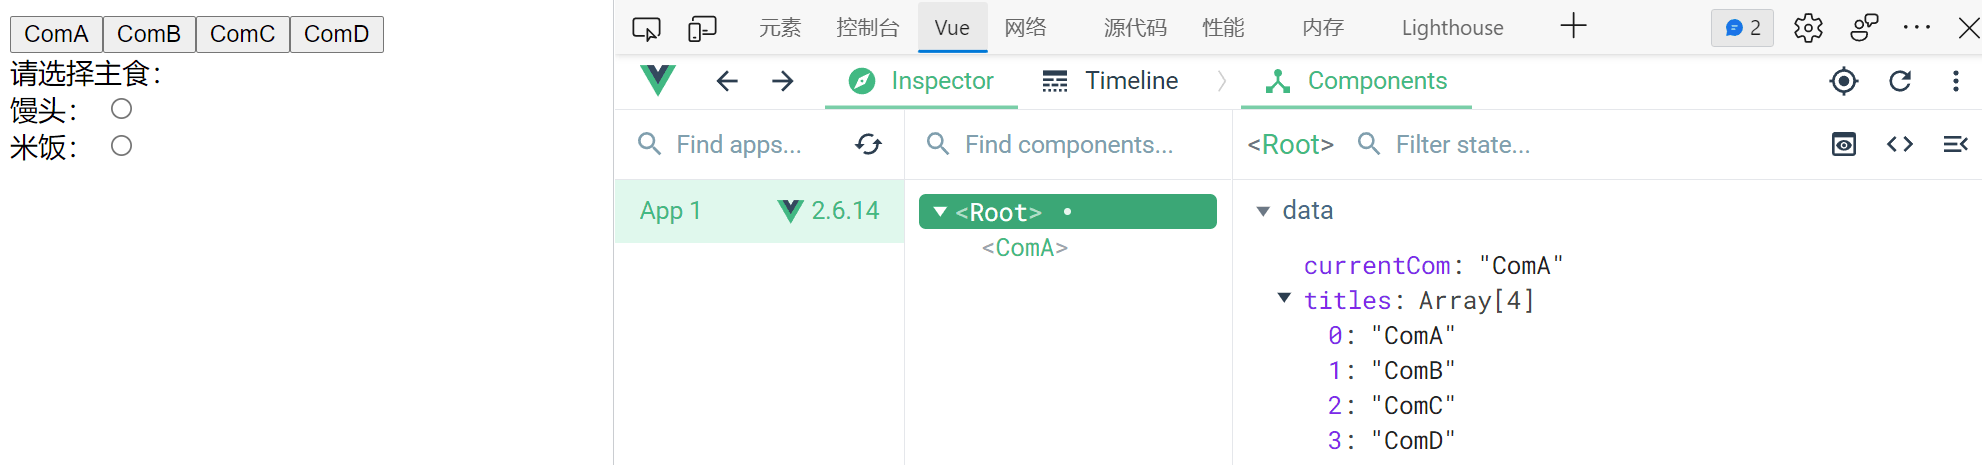 ComA ComB ComC ComD
请选择主食：
馒头：
米饭：
元素 控制台 Vue 网络 源代码 性能 内存 Lighthouse 2
Inspector Timeline Components
Find apps... Find components... <Root> Filter state...
App 1 2.6.14 <Root>
<ComA>
data
currentCom: "ComA"
titles: Array[4]
0: "ComA"
1: "ComB"
2: "ComC"
3: "ComD"